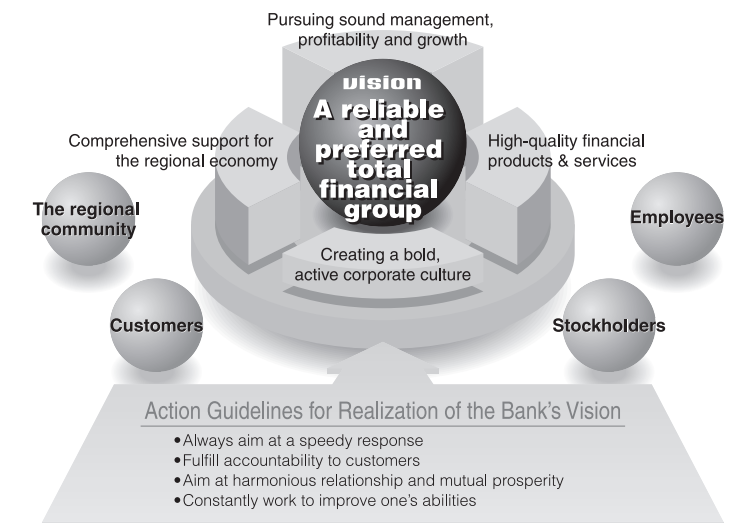 Pursuing sound management,
profitability and growth
vision
A reliable
and
preferred
total
financial
group
Comprehensive support for
the regional economy
High-quality financial
products & services
The regional
community
Employees
Creating a bold,
active corporate culture
Customers
Stockholders
Action Guidelines for Realization of the Bank's Vision
•Always aim at a speedy response
•Fulfill accountability to customers
•Aim at harmonious relationship and mutual prosperity
•Constantly work to improve one's abilities